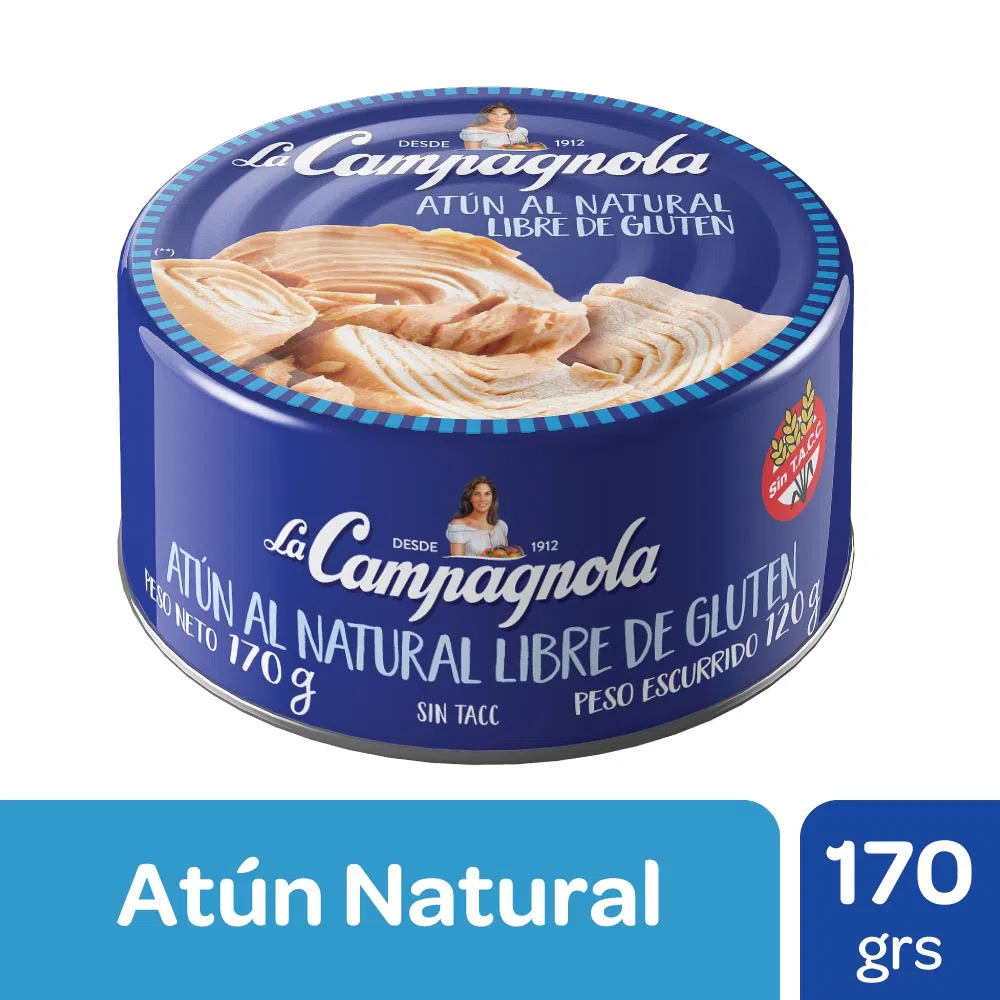 DESDE 1912
La Campagnola
ATÚN AL NATURAL
LIBRE DE GLUTEN
(**)
Sin T.A.C.C.
DESDE 1912
La Campagnola
ATÚN AL NATURAL LIBRE DE GLUTEN
PESO NETO 170 g
SIN TACC
PESO ESCURRIDO 120 g
Atún Natural
170
grs